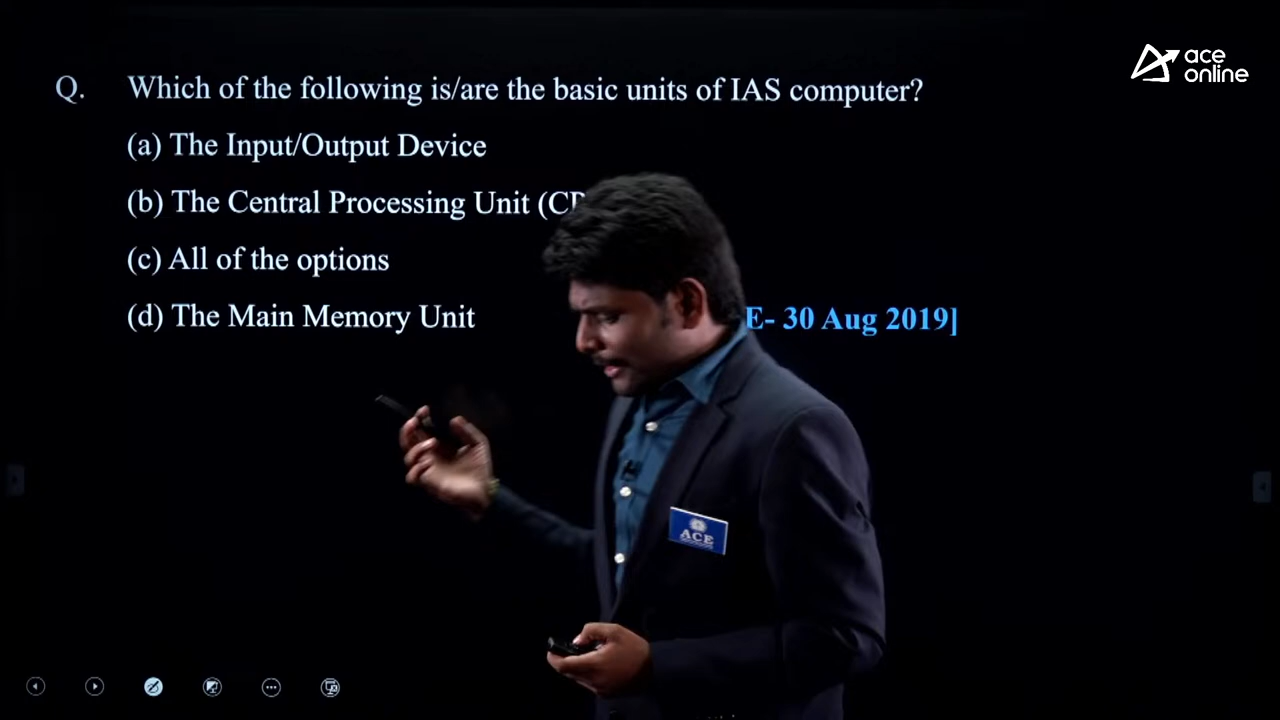 ace
online
Q. Which of the following is/are the basic units of IAS computer?
(a) The Input/Output Device
(b) The Central Processing Unit
(c) All of the options
(d) The Main Memory Unit
30 Aug 2019]
ACE